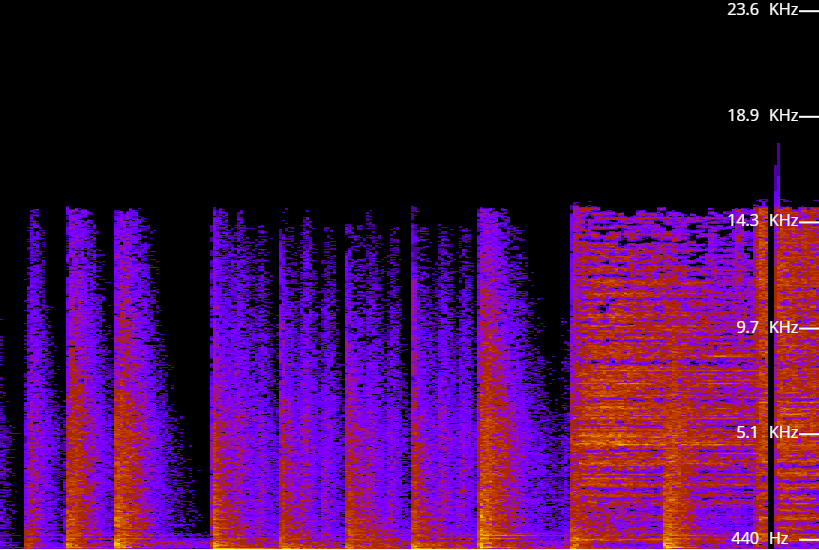 23.6 KHz
18.9 KHz
14.3 KHz
9.7 KHz
5.1 KHz
440 Hz